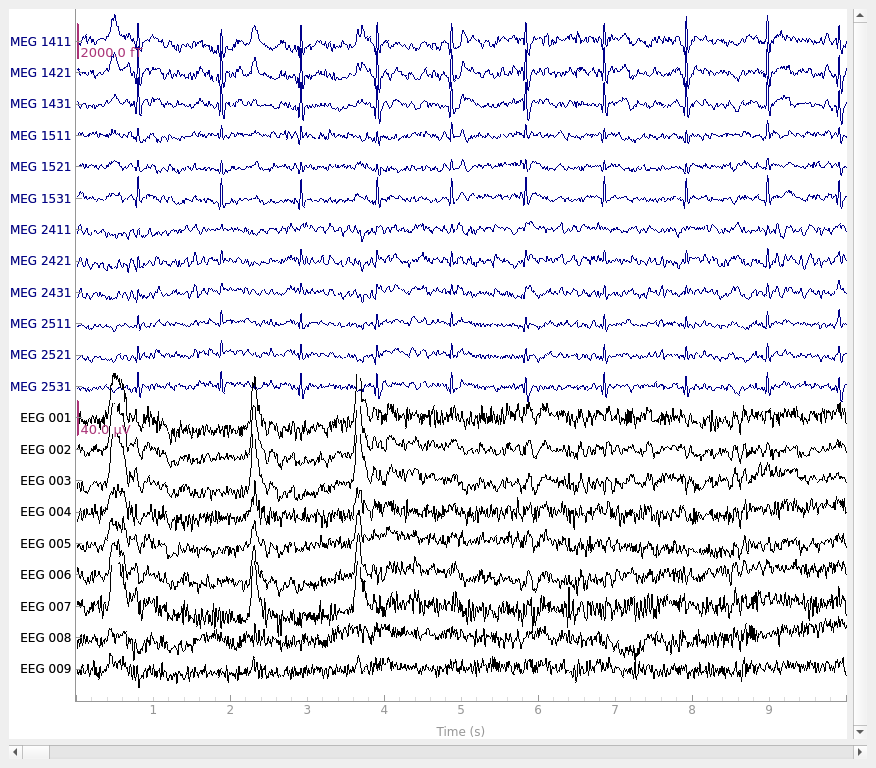 MEG 1411
2000.0 f
MEG 1421
MEG 1431
MEG 1511
MEG 1521
MEG 1531
MEG 2411
MEG 2421
MEG 2431
MEG 2511
MEG 2521
MEG 2531
EEG 001
40.0 µV
EEG 002
EEG 003
EEG 004
EEG 005
EEG 006
EEG 007
EEG 008
EEG 009
1 2 3 4 5 6 7 8 9
Time (s)